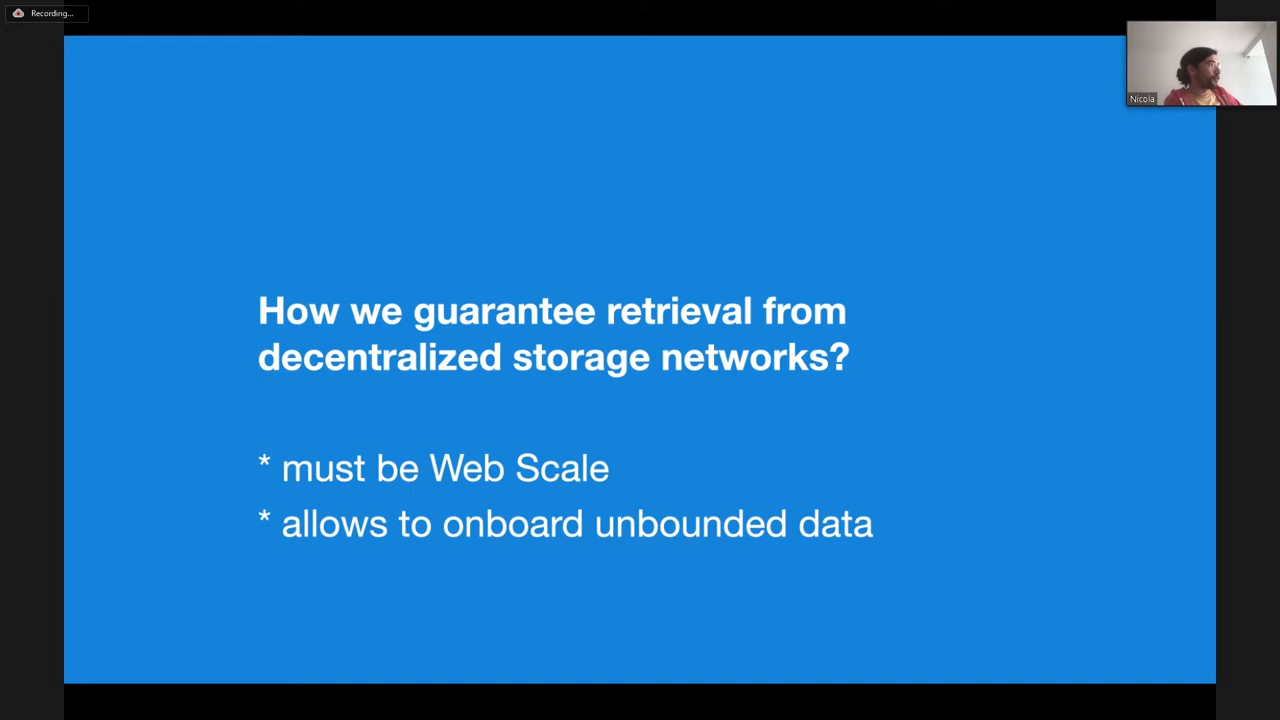 Recording...
Nicola
How we guarantee retrieval from
decentralized storage networks?
* must be Web Scale
* allows to onboard unbounded data